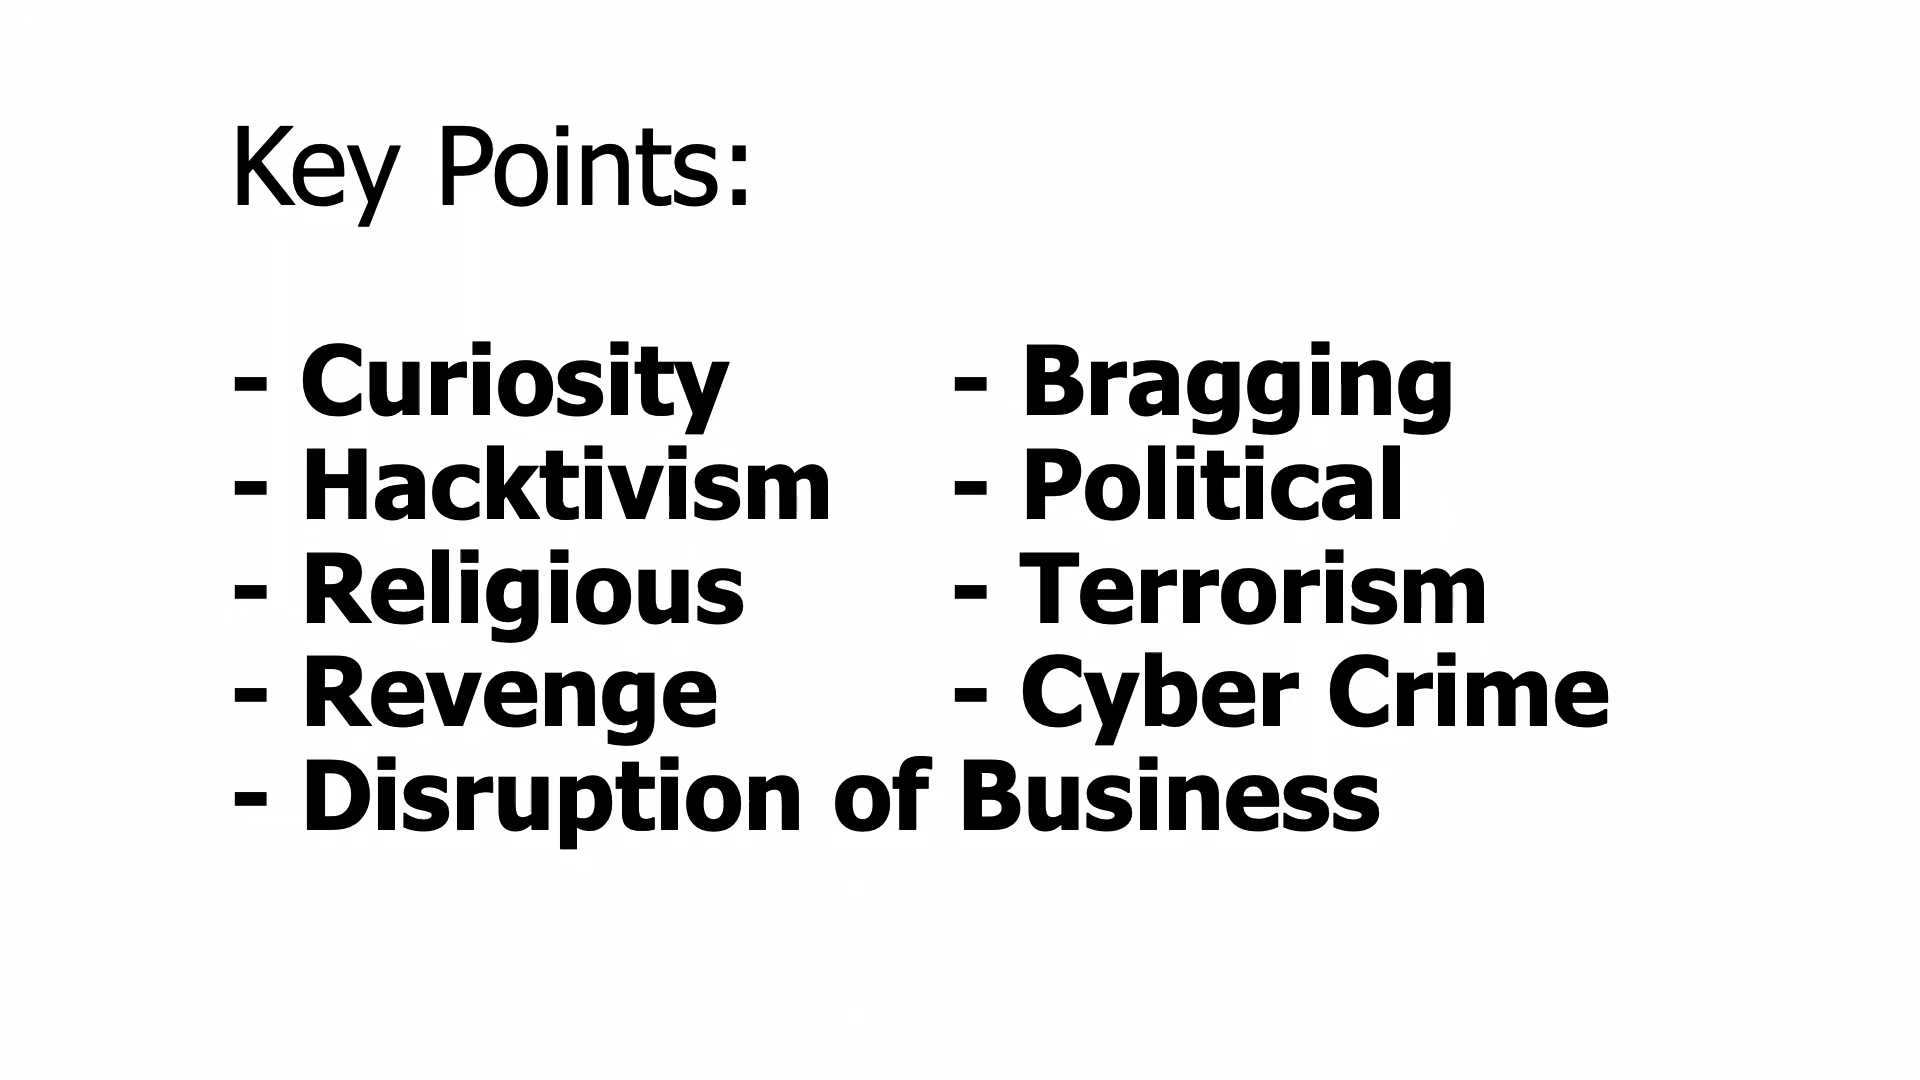 Key Points:
- Curiosity - Bragging
- Hacktivism - Political
- Religious - Terrorism
- Revenge - Cyber Crime
- Disruption of Business